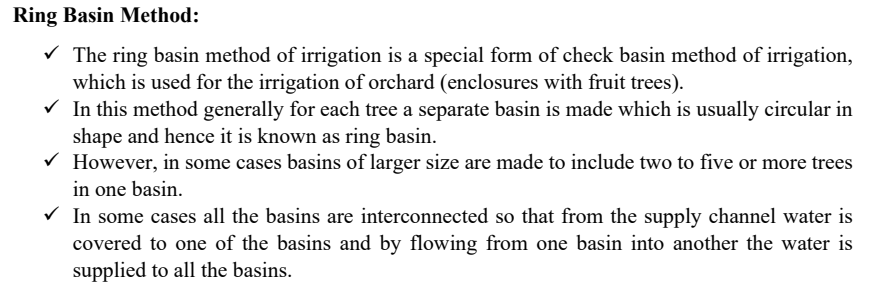 Ring Basin Method:
✓ The ring basin method of irrigation is a special form of check basin method of irrigation,
which is used for the irrigation of orchard (enclosures with fruit trees).
✓ In this method generally for each tree a separate basin is made which is usually circular in
shape and hence it is known as ring basin.
✓ However, in some cases basins of larger size are made to include two to five or more trees
in one basin.
✓ In some cases all the basins are interconnected so that from the supply channel water is
covered to one of the basins and by flowing from one basin into another the water is
supplied to all the basins.